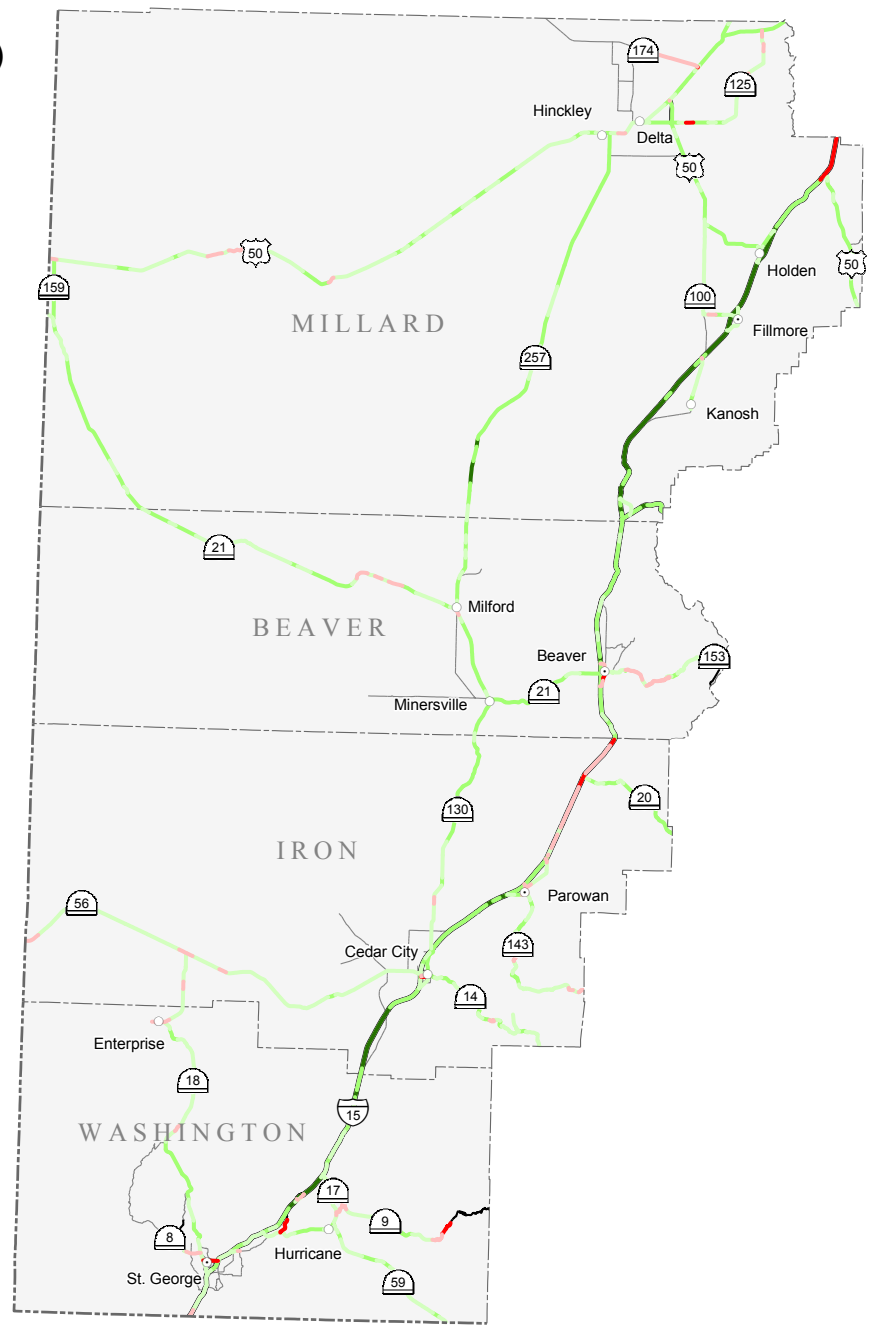 )
174
125
Hinckley
Delta
50
50
50
159
Holden
100
MILLARD
Fillmore
257
Kanosh
21
Milford
BEAVER
Beaver
153
21
Minersville
20
130
IRON
Parowan
56
143
Cedar City
14
Enterprise
18
15
WASHINGTON
17
9
8
Hurricane
St. George
59